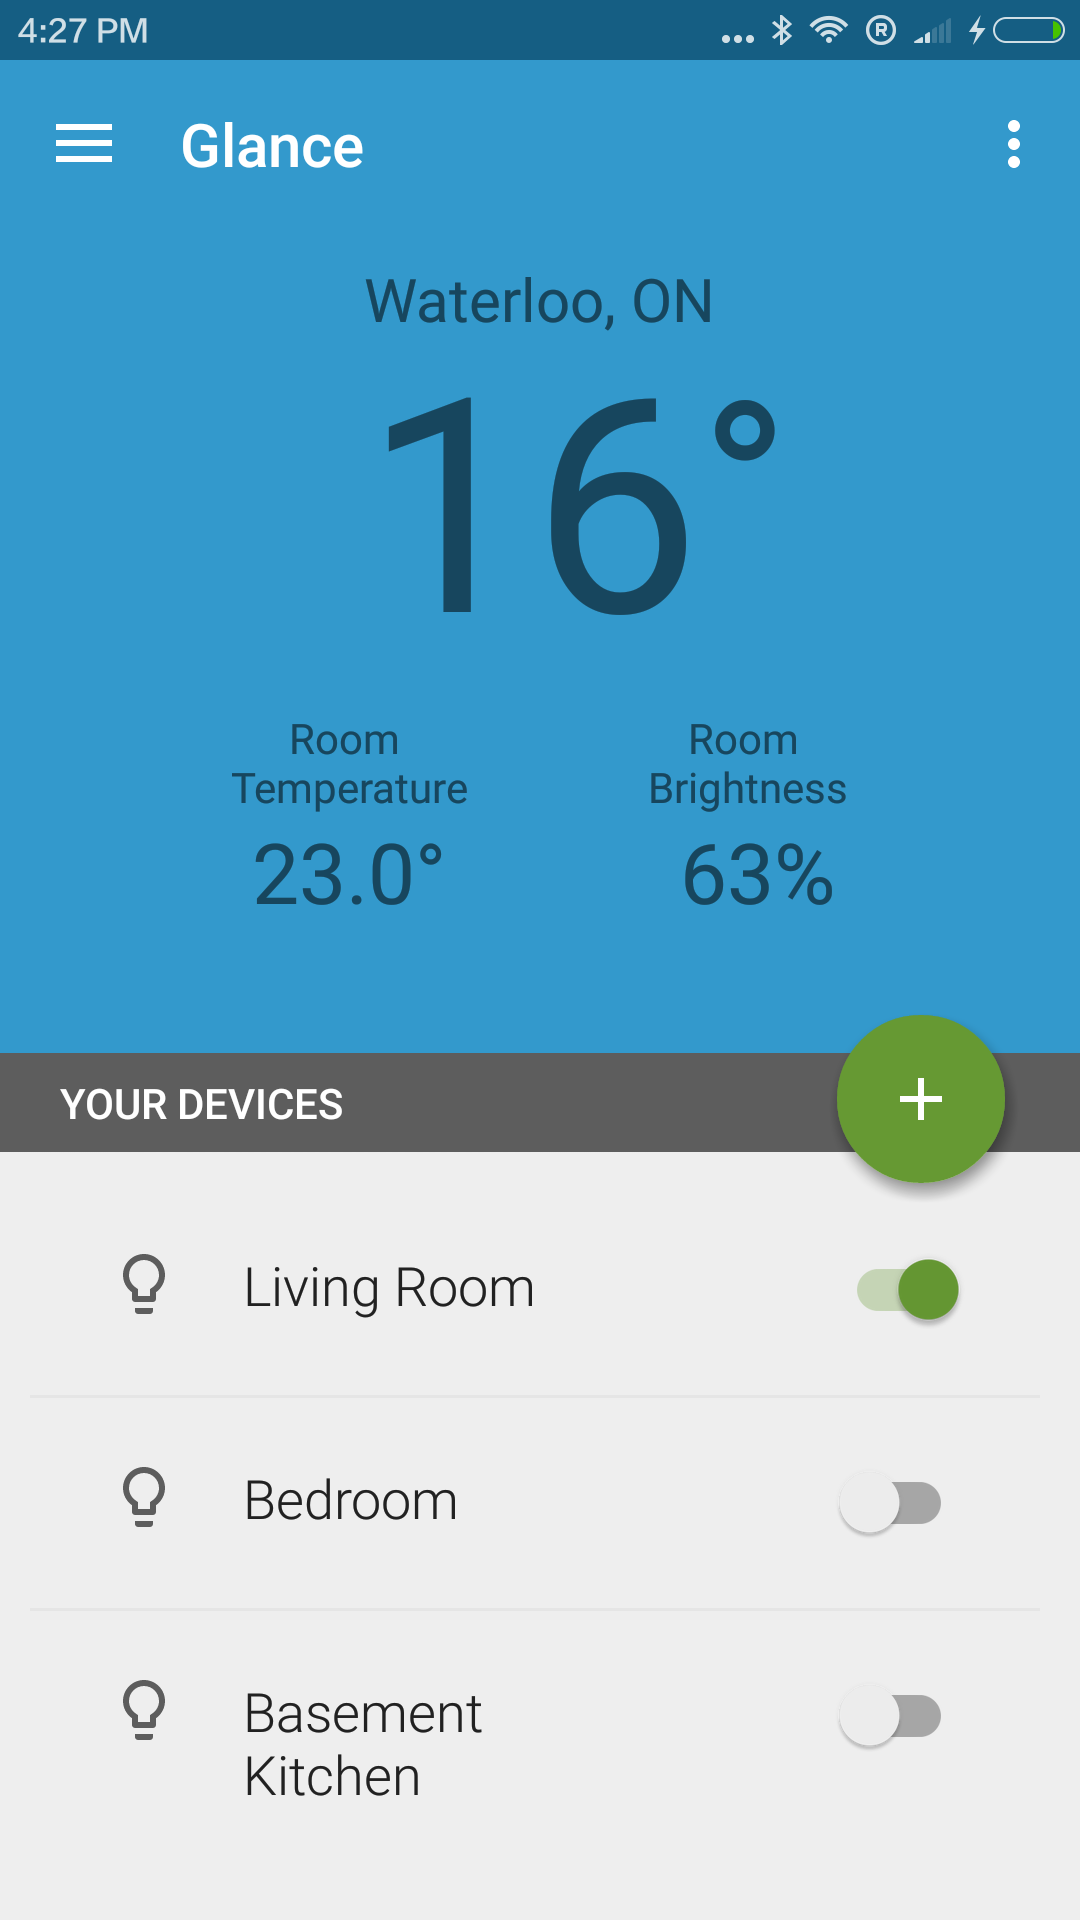 4:27 PM
Glance
Waterloo, ON
16°
Room
Temperature
23.0°
Room
Brightness
63%
YOUR DEVICES
Living Room
Bedroom
Basement
Kitchen